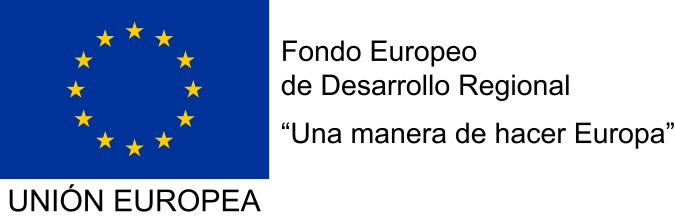 Fondo Europeo
de Desarrollo Regional
“Una manera de hacer Europa”
UNIÓN EUROPEA